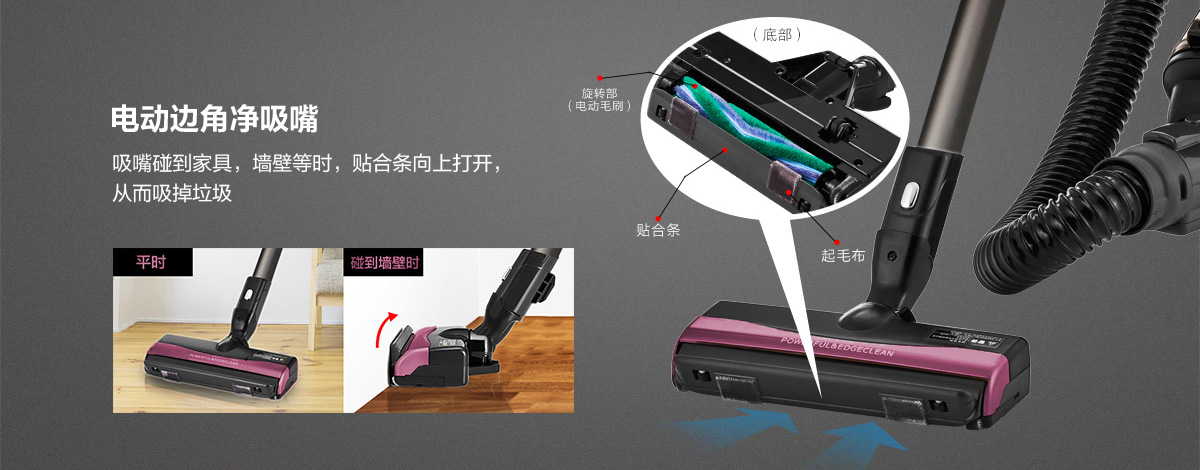 电动边角净吸嘴
吸嘴碰到家具，墙壁等时，贴合条向上打开，
从而吸掉垃圾
平时
碰到墙壁时
（底部）
旋转部
（电动毛刷）
贴合条
起毛布
POWERFUL&EDGECLEAN
POWERFUL&EDGECLEAN